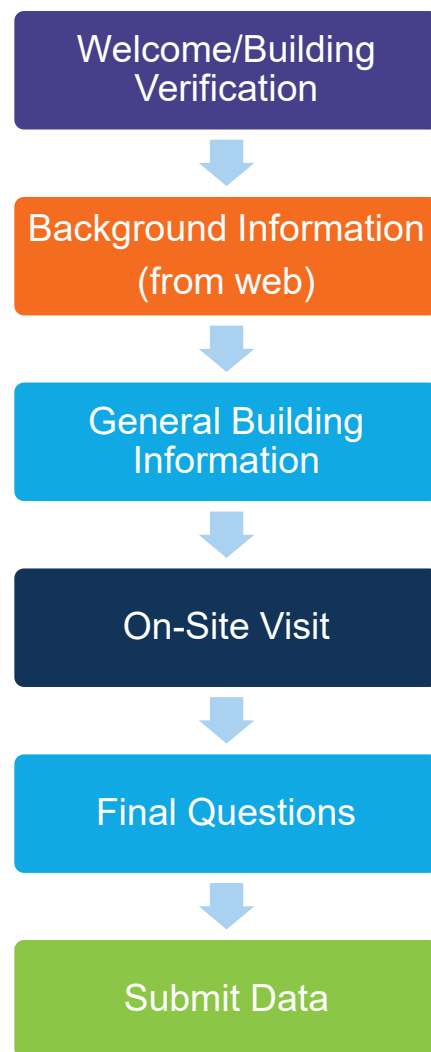 Welcome/Building
Verification
Background Information
(from web)
General Building
Information
On-Site Visit
Final Questions
Submit Data